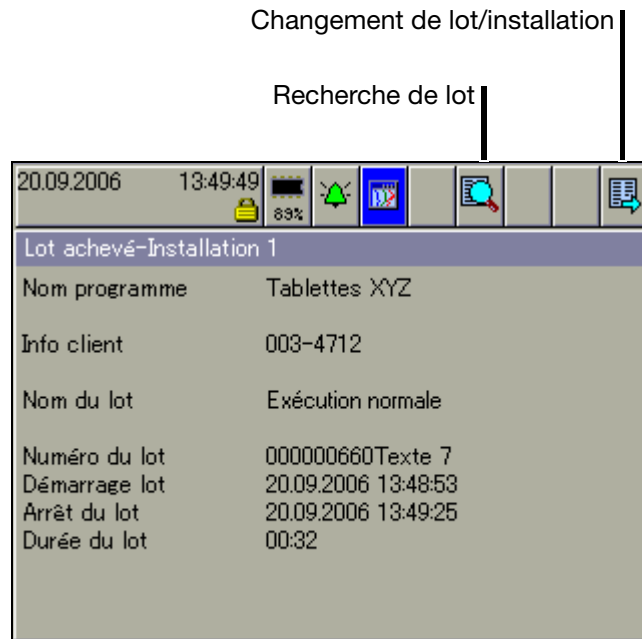 Changement de lot/installation
Recherche de lot
20.09.2006 13:49:49
89%
Lot achevé-Installation 1
Nom programme Tablettes XYZ
Info client 003-4712
Nom du lot Exécution normale
Numéro du lot 000000660Texte 7
Démarrage lot 20.09.2006 13:48:53
Arrêt du lot 20.09.2006 13:49:25
Durée du lot 00:32